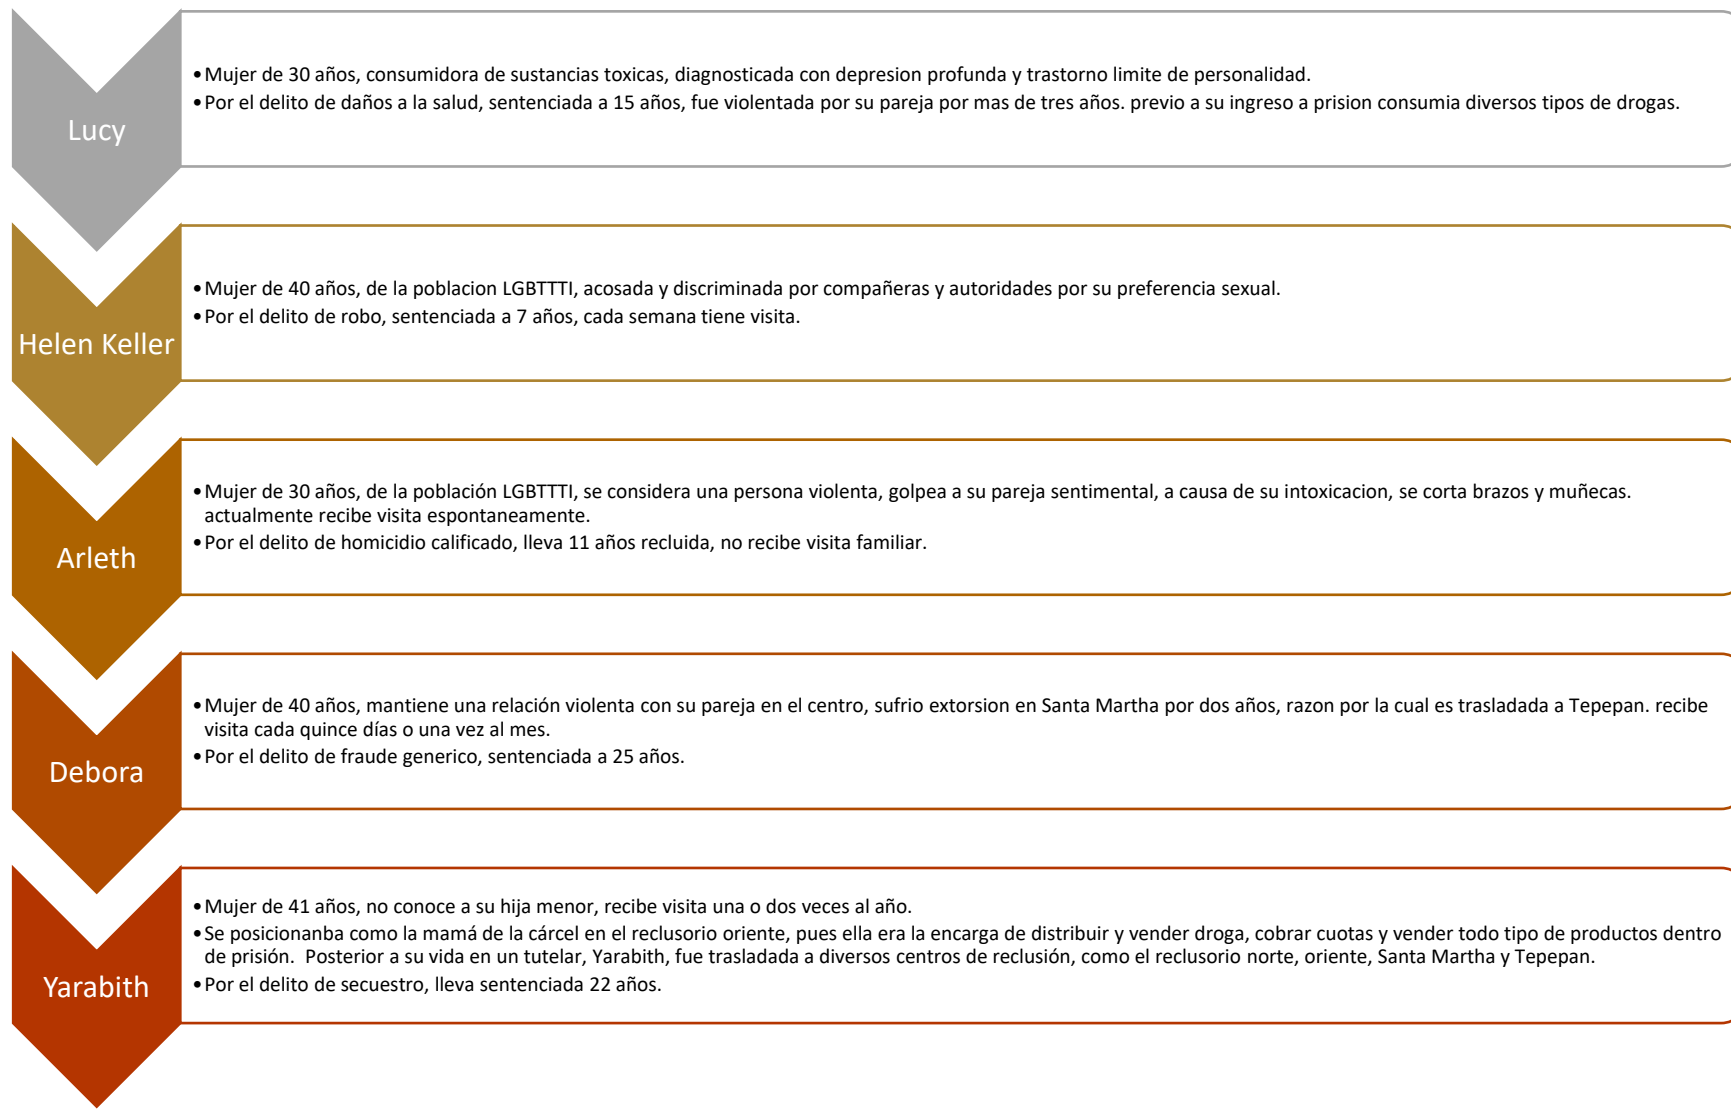 Lucy
•Mujer de 30 años, consumidora de sustancias toxicas, diagnosticada con depresion profunda y trastorno limite de personalidad.
•Por el delito de daños a la salud, sentenciada a 15 años, fue violentada por su pareja por mas de tres años. previo a su ingreso a prision consumia diversos tipos de drogas.
Helen Keller
•Mujer de 40 años, de la poblacion LGBTTTI, acosada y discriminada por compañeras y autoridades por su preferencia sexual.
•Por el delito de robo, sentenciada a 7 años, cada semana tiene visita.
Arleth
•Mujer de 30 años, de la población LGBTTTI, se considera una persona violenta, golpea a su pareja sentimental, a causa de su intoxicacion, se corta brazos y muñecas.
actualmente recibe visita espontaneamente.
•Por el delito de homicidio calificado, lleva 11 años recluida, no recibe visita familiar.
Debora
•Mujer de 40 años, mantiene una relación violenta con su pareja en el centro, sufrio extorsion en Santa Martha por dos años, razon por la cual es trasladada a Tepepan. recibe
visita cada quince días o una vez al mes.
•Por el delito de fraude generico, sentenciada a 25 años.
Yarabith
•Mujer de 41 años, no conoce a su hija menor, recibe visita una o dos veces al año.
•Se posicionanba como la mamá de la cárcel en el reclusorio oriente, pues ella era la encarga de distribuir y vender droga, cobrar cuotas y vender todo tipo de productos dentro
de prisión.  Posterior a su vida en un tutelar, Yarabith, fue trasladada a diversos centros de reclusión, como el reclusorio norte, oriente, Santa Martha y Tepepan.
•Por el delito de secuestro, lleva sentenciada 22 años.